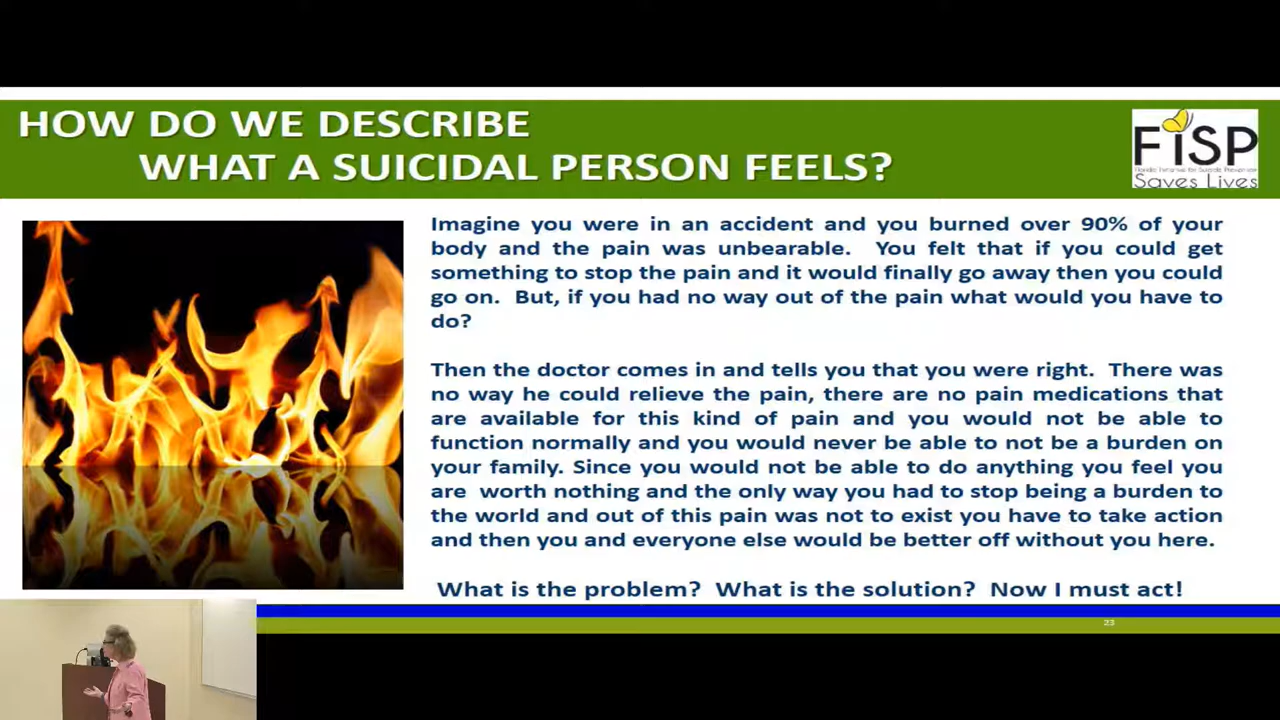 HOW DO WE DESCRIBE
WHAT A SUICIDAL PERSON FEELS?
FiSP
Florida Initiative for Suicide Prevention
Saves Lives
Imagine you were in an accident and you burned over 90% of your
body and the pain was unbearable. You felt that if you could get
something to stop the pain and it would finally go away then you could
go on. But, if you had no way out of the pain what would you have to
do?
Then the doctor comes in and tells you that you were right. There was
no way he could relieve the pain, there are no pain medications that
are available for this kind of pain and you would not be able to
function normally and you would never be able to not be a burden on
your family. Since you would not be able to do anything you feel you
are worth nothing and the only way you had to stop being a burden to
the world and out of this pain was not to exist you have to take action
and then you and everyone else would be better off without you here.
What is the problem? What is the solution? Now I must act!
23